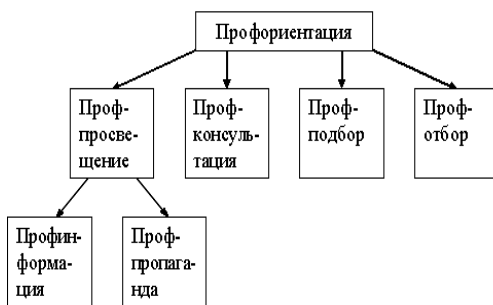 Профориентация
Проф-
просве-
щение
Проф-
консуль-
тация
Проф-
подбор
Проф-
отбор
Профин-
форма-
ция
Проф-
пропага-
нда